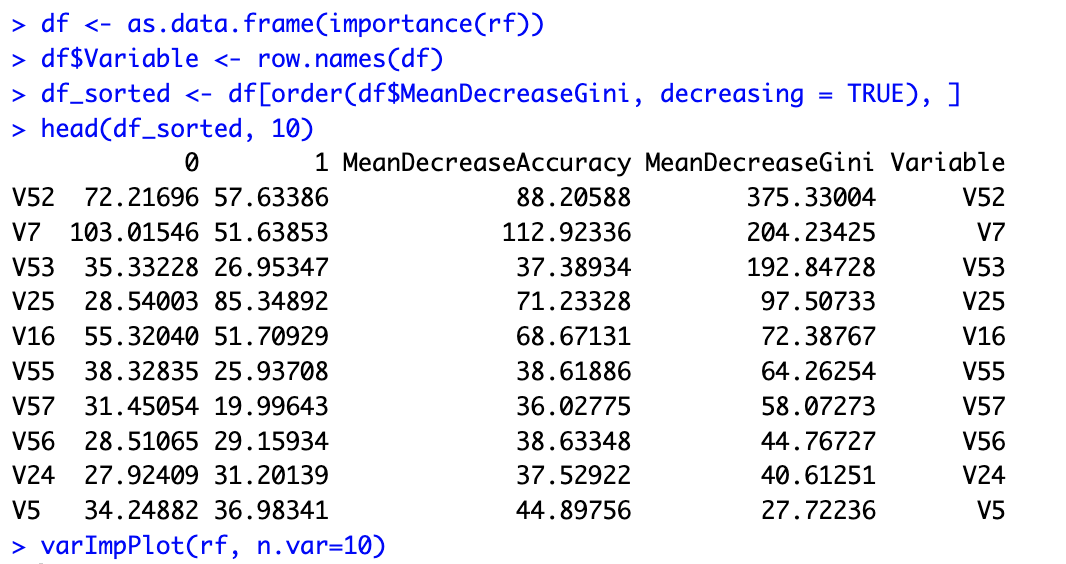 > df <- as.data.frame(importance(rf))
> df$Variable <- row.names(df)
> df_sorted <- df[order(df$MeanDecreaseGini, decreasing = TRUE), ]
> head(df_sorted, 10)
            0        1 MeanDecreaseAccuracy MeanDecreaseGini Variable
V52  72.21696 57.63386             88.20588        375.33004      V52
V7  103.01546 51.63853            112.92336        204.23425       V7
V53  35.33228 26.95347             37.38934        192.84728      V53
V25  28.54003 85.34892             71.23328         97.50733      V25
V16  55.32040 51.70929             68.67131         72.38767      V16
V55  38.32835 25.93708             38.61886         64.26254      V55
V57  31.45054 19.99643             36.02775         58.07273      V57
V56  28.51065 29.15934             38.63348         44.76727      V56
V24  27.92409 31.20139             37.52922         40.61251      V24
V5   34.24882 36.98341             44.89756         27.72236       V5
> varImpPlot(rf, n.var=10)